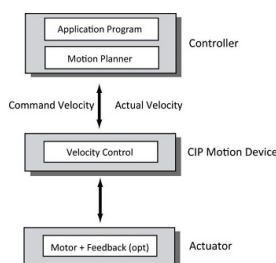 Application Program
Controller
Motion Planner
Command Velocity Actual Velocity
Velocity Control
CIP Motion Device
Motor + Feedback (opt)
Actuator